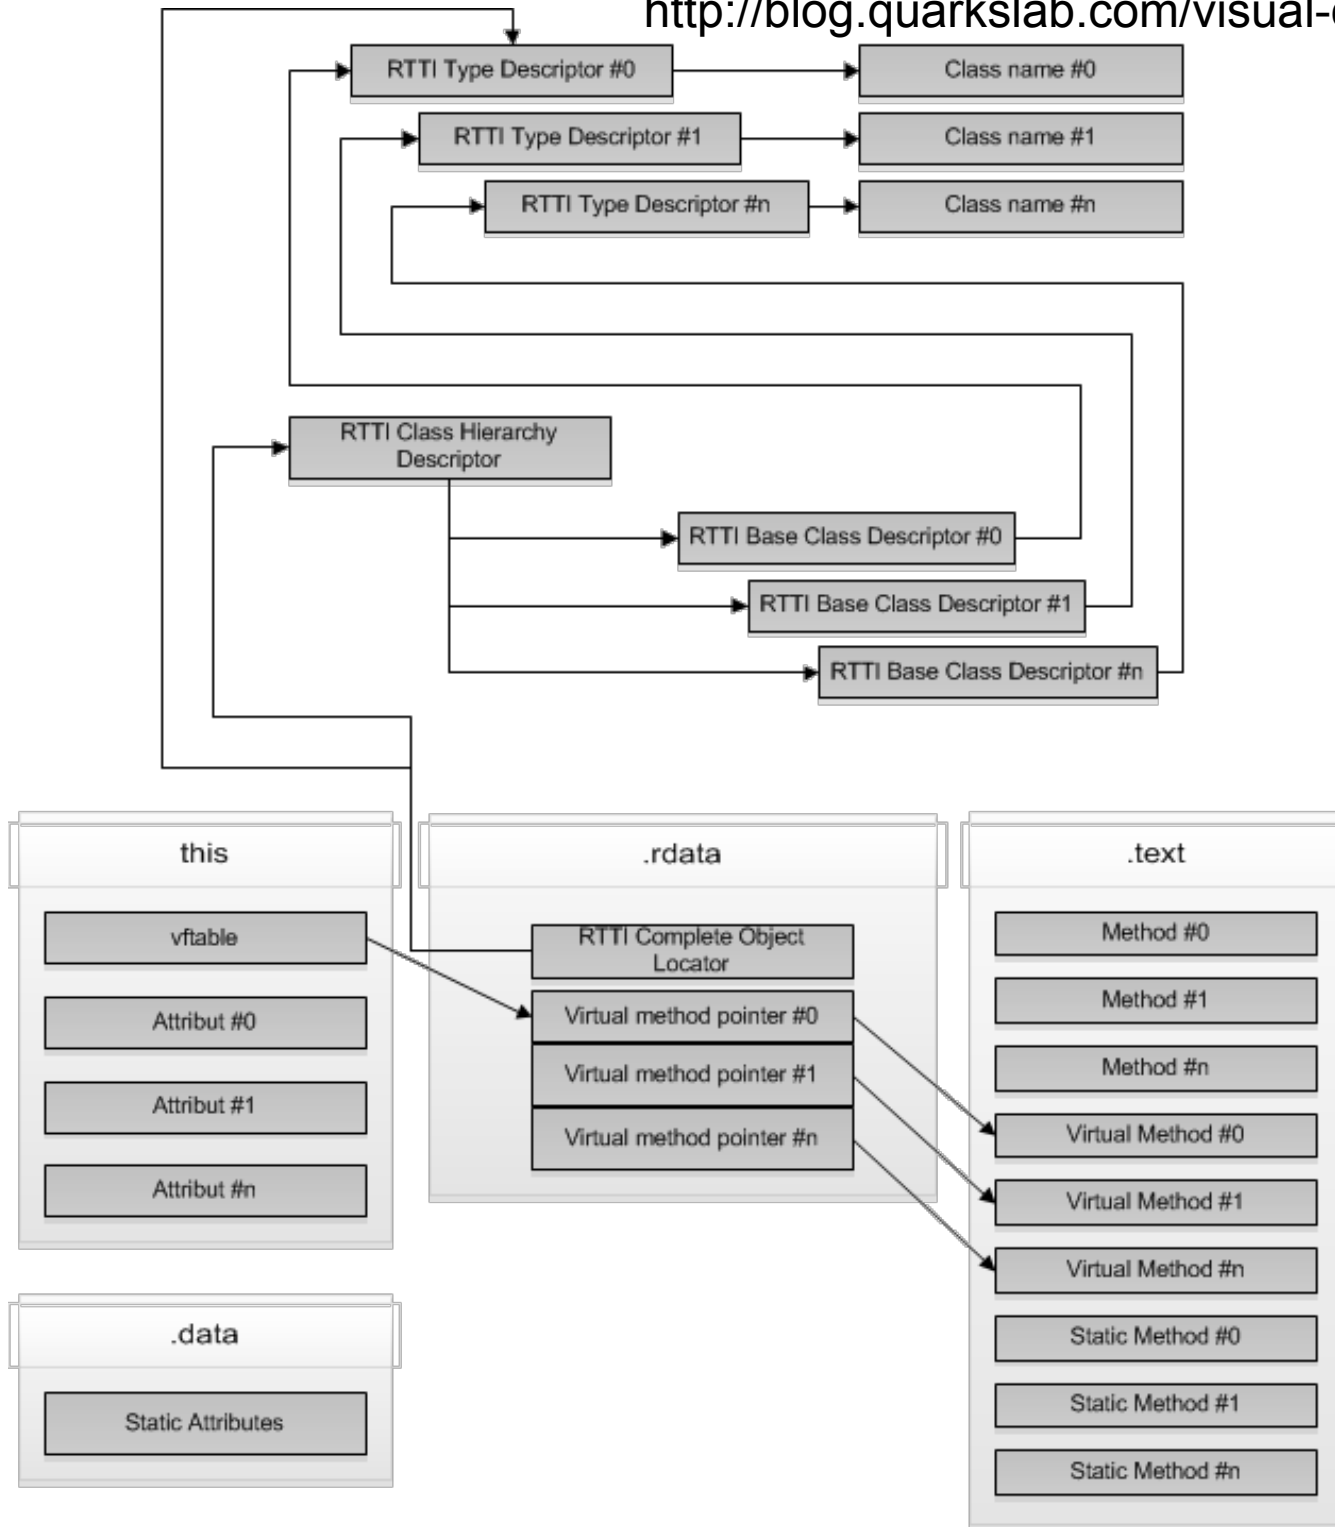 http://blog.quarkslab.com/visual-
RTTI Type Descriptor #0
Class name #0
RTTI Type Descriptor #1
Class name #1
RTTI Type Descriptor #n
Class name #n
RTTI Class Hierarchy
Descriptor
RTTI Base Class Descriptor #0
RTTI Base Class Descriptor #1
RTTI Base Class Descriptor #n
this
vftable
Attribut #0
Attribut #1
Attribut #n
.data
Static Attributes
.rdata
RTTI Complete Object
Locator
Virtual method pointer #0
Virtual method pointer #1
Virtual method pointer #n
.text
Method #0
Method #1
Method #n
Virtual Method #0
Virtual Method #1
Virtual Method #n
Static Method #0
Static Method #1
Static Method #n